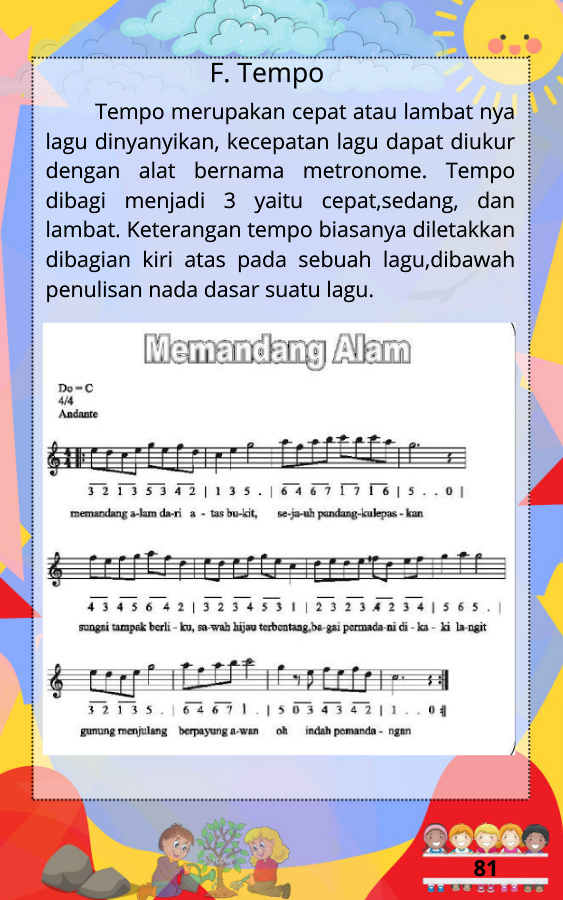 F. Tempo
Tempo merupakan cepat atau lambat nya
lagu dinyanyikan, kecepatan lagu dapat diukur
dengan alat bernama metronome. Tempo
dibagi menjadi 3 yaitu cepat,sedang, dan
lambat. Keterangan tempo biasanya diletakkan
dibagian kiri atas pada sebuah lagu,dibawah
penulisan nada dasar suatu lagu.
Memandang Alam
Do = C
4/4
Andante
3 2 1 3 5 3 4 2 | 1 3 5 . | 6 4 6 7 1 7 1 6 | 5 . . 0 |
memandang a-lam da-ri a - tas bu-kit, se-ja-uh pandang-kulepas - kan
4 3 4 5 6 4 2 | 3 2 3 4 5 3 1 | 2 3 2 3 4 2 3 4 | 5 6 5 . |
sungai tampak berli - ku, sa-wah hijau terbentang,ba-gai permada-ni di - ka - ki la-ngit
3 2 1 3 5 . | 6 4 6 7 1 . | 5 0 3 4 3 4 2 | 1 . . 0 :|
gunung menjulang berpayung a-wan oh indah pemanda - ngan
81